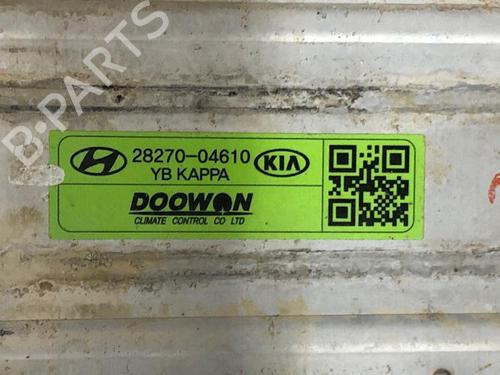 B-PARTS
28270-04610 KIA
YB KAPPA
DOOWON
CLIMATE CONTROL CO LTD